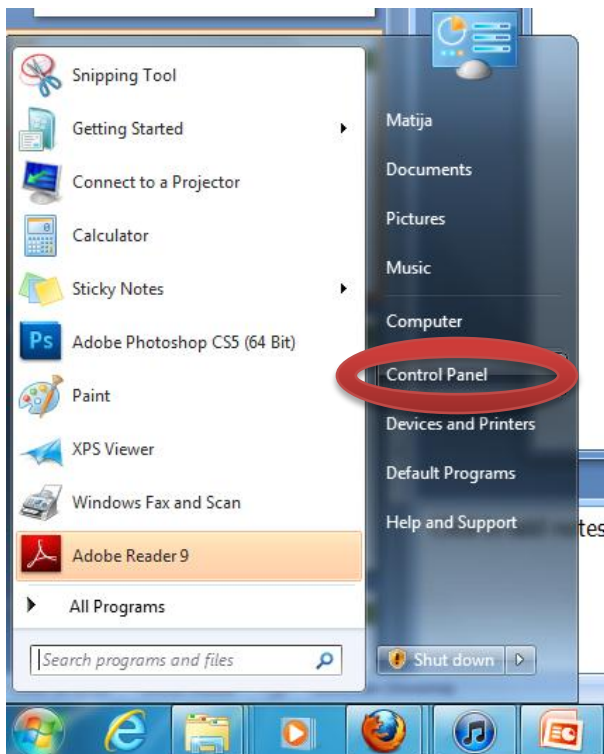 Snipping Tool
Getting Started
Connect to a Projector
Calculator
Sticky Notes
Ps
Adobe Photoshop CS5 (64 Bit)
Paint
XPS Viewer
Windows Fax and Scan
Adobe Reader 9
All Programs
Search programs and files
Matija
Documents
Pictures
Music
Computer
Control Panel
Devices and Printers
Default Programs
Help and Support
Shut down